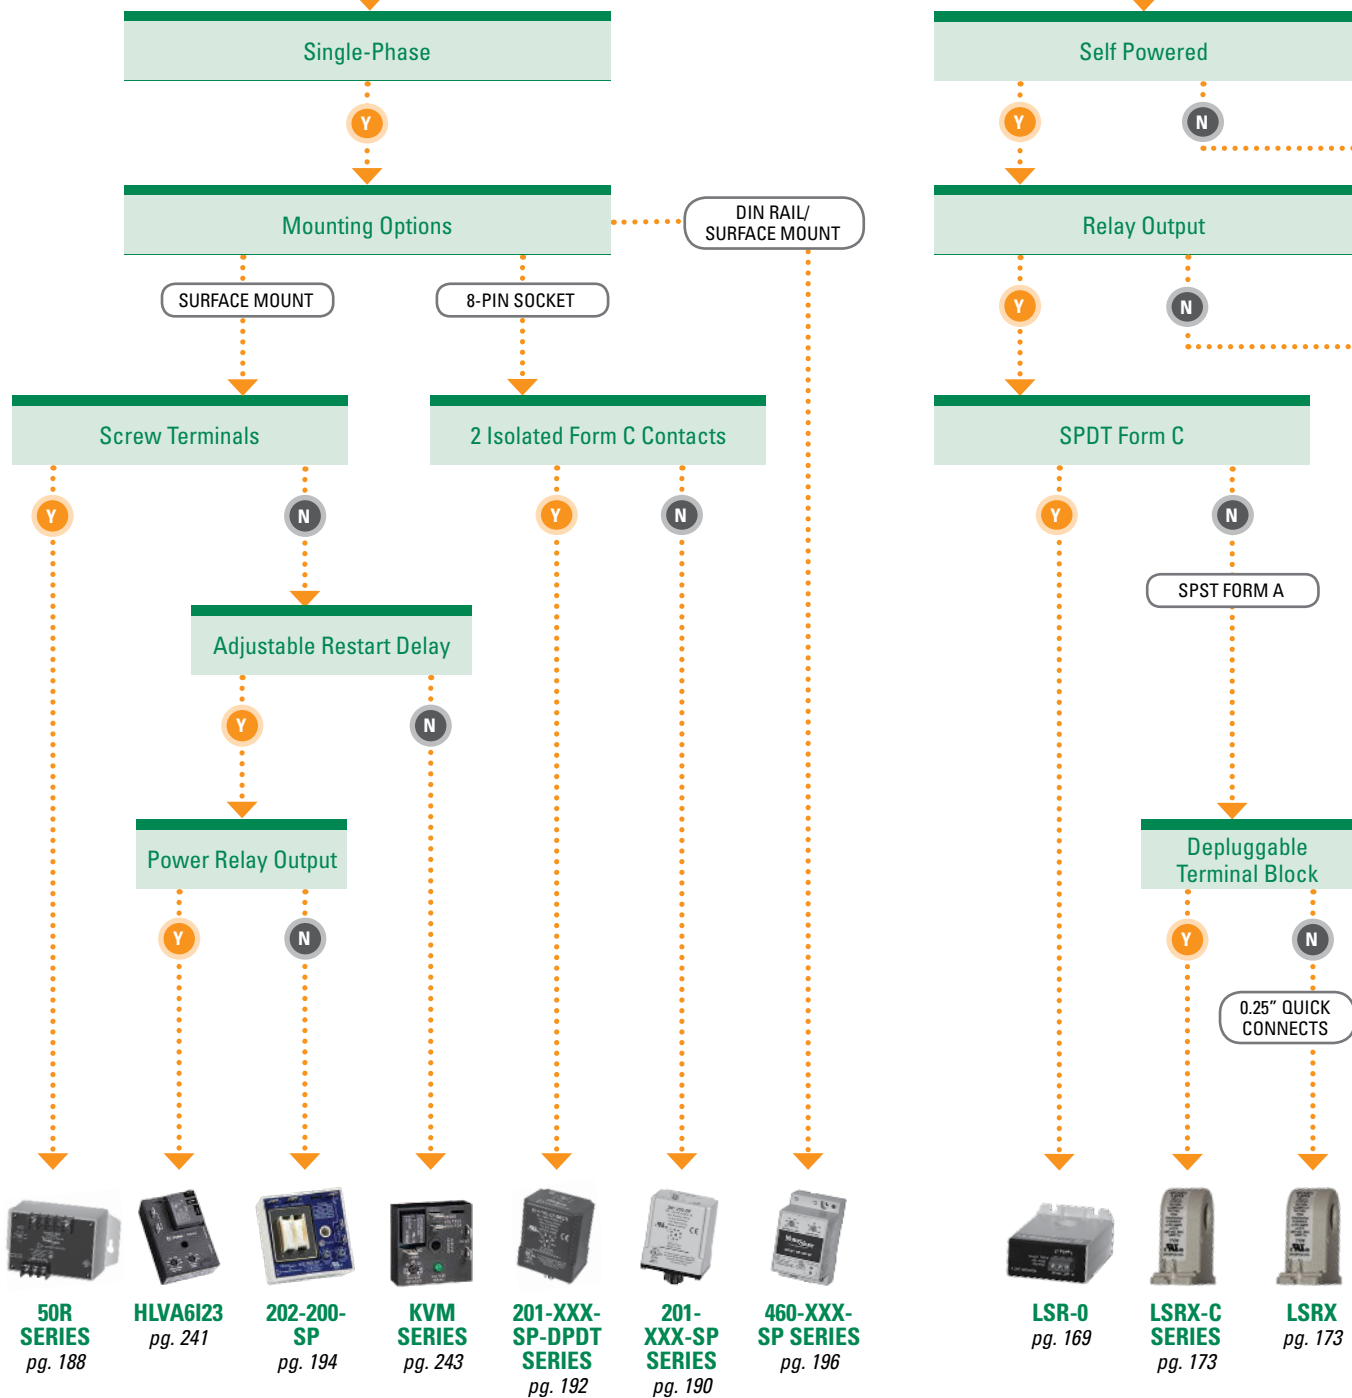 Single-Phase
Y
Mounting Options
DIN RAIL/
SURFACE MOUNT
SURFACE MOUNT
8-PIN SOCKET
Screw Terminals
2 Isolated Form C Contacts
Y
N
Y
N
Adjustable Restart Delay
Y
N
Power Relay Output
Y
N
50R
SERIES
pg. 188
HLVA6I23
pg. 241
202-200-
SP
pg. 194
KVM
SERIES
pg. 243
201-XXX-
SP-DPDT
SERIES
pg. 192
201-
XXX-SP
SERIES
pg. 190
460-XXX-
SP SERIES
pg. 196
Self Powered
Y
N
Relay Output
Y
N
SPDT Form C
Y
N
SPST FORM A
Depluggable
Terminal Block
Y
N
0.25” QUICK
CONNECTS
LSR-0
pg. 169
LSRX-C
SERIES
pg. 173
LSRX
pg. 173